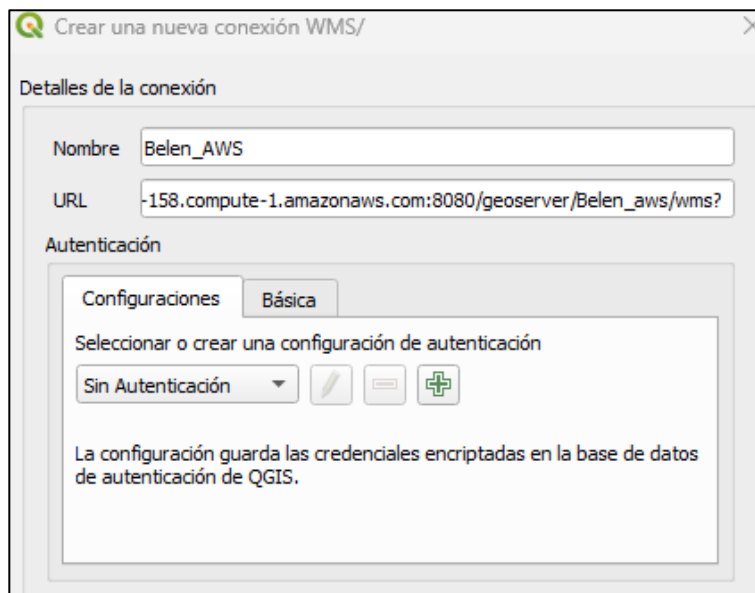 Crear una nueva conexión WMS/
Detalles de la conexión
Nombre Belen_AWS
URL -158.compute-1.amazonaws.com:8080/geoserver/Belen_aws/wms?
Autenticación
Configuraciones Básica
Seleccionar o crear una configuración de autenticación
Sin Autenticación
La configuración guarda las credenciales encriptadas en la base de datos
de autenticación de QGIS.